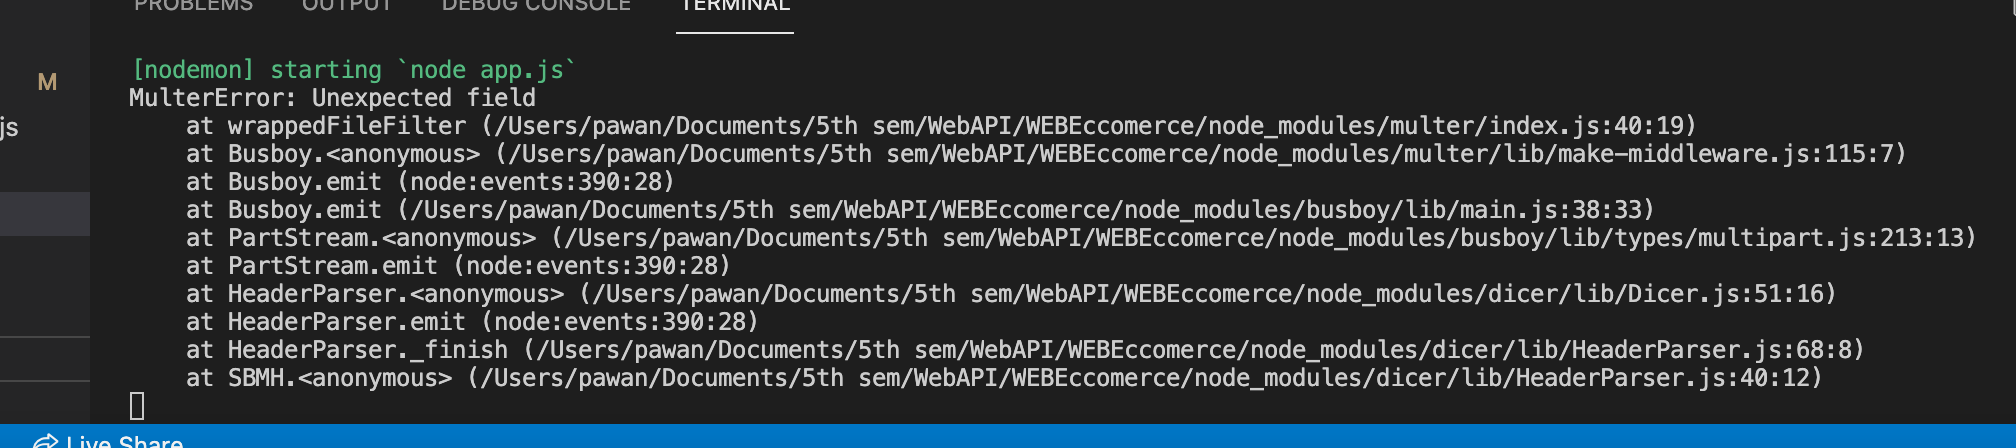 PROBLEMS OUTPUT DEBUG CONSOLE TERMINAL
[nodemon] starting `node app.js`
M
MulterError: Unexpected field
js
at wrappedFileFilter (/Users/pawan/Documents/5th sem/WebAPI/WEBEccomerce/node_modules/multer/index.js:40:19)
at Busboy.<anonymous> (/Users/pawan/Documents/5th sem/WebAPI/WEBEccomerce/node_modules/multer/lib/make-middleware.js:115:7)
at Busboy.emit (node:events:390:28)
at Busboy.emit (/Users/pawan/Documents/5th sem/WebAPI/WEBEccomerce/node_modules/busboy/lib/main.js:38:33)
at PartStream.<anonymous> (/Users/pawan/Documents/5th sem/WebAPI/WEBEccomerce/node_modules/busboy/lib/types/multipart.js:213:13)
at PartStream.emit (node:events:390:28)
at HeaderParser.<anonymous> (/Users/pawan/Documents/5th sem/WebAPI/WEBEccomerce/node_modules/dicer/lib/Dicer.js:51:16)
at HeaderParser.emit (node:events:390:28)
at HeaderParser._finish (/Users/pawan/Documents/5th sem/WebAPI/WEBEccomerce/node_modules/dicer/lib/HeaderParser.js:68:8)
at SBMH.<anonymous> (/Users/pawan/Documents/5th sem/WebAPI/WEBEccomerce/node_modules/dicer/lib/HeaderParser.js:40:12)
Live Share